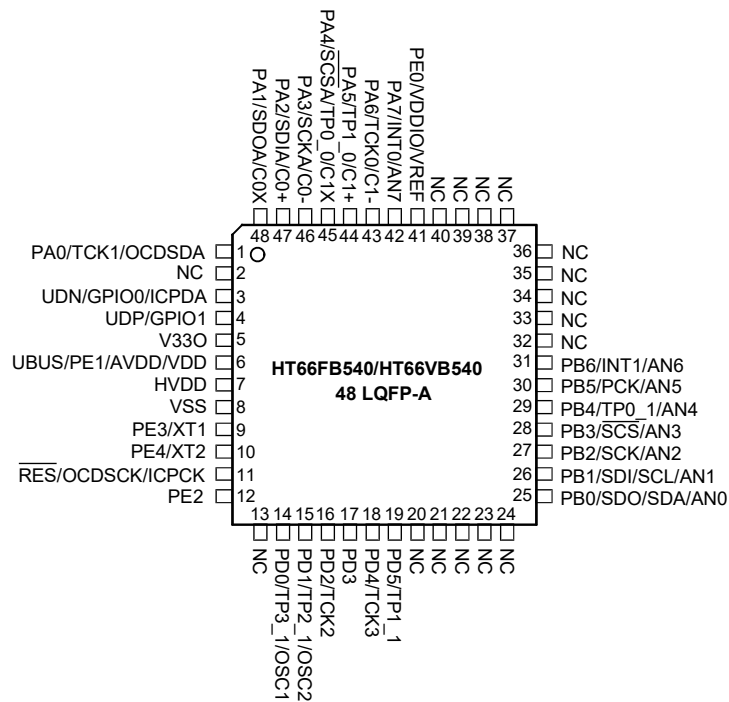 PA1/SDOA/C0X
PA2/SDIA/C0+
PA3/SCKA/C0-
PA4/SCSA/TP0_0/C1X
PA5/TP1_0/C1+
PA6/TCK0/C1-
PA7/INT0/AN7
PE0/VDDIO/VREF
NC
NC
NC
NC
48 47 46 45 44 43 42 41 40 39 38 37
PA0/TCK1/OCDSDA 1
NC 2
UDN/GPIO0/ICPDA 3
UDP/GPIO1 4
V33O 5
UBUS/PE1/AVDD/VDD 6
HVDD 7
VSS 8
PE3/XT1 9
PE4/XT2 10
RES/OCDSCK/ICPCK 11
PE2 12
HT66FB540/HT66VB540
48 LQFP-A
36 NC
35 NC
34 NC
33 NC
32 NC
31 PB6/INT1/AN6
30 PB5/PCK/AN5
29 PB4/TP0_1/AN4
28 PB3/SCS/AN3
27 PB2/SCK/AN2
26 PB1/SDI/SCL/AN1
25 PB0/SDO/SDA/AN0
13 14 15 16 17 18 19 20 21 22 23 24
NC
PD0/TP3_1/OSC1
PD1/TP2_1/OSC2
PD2/TCK2
PD3
PD4/TCK3
PD5/TP1_1
NC
NC
NC
NC
NC